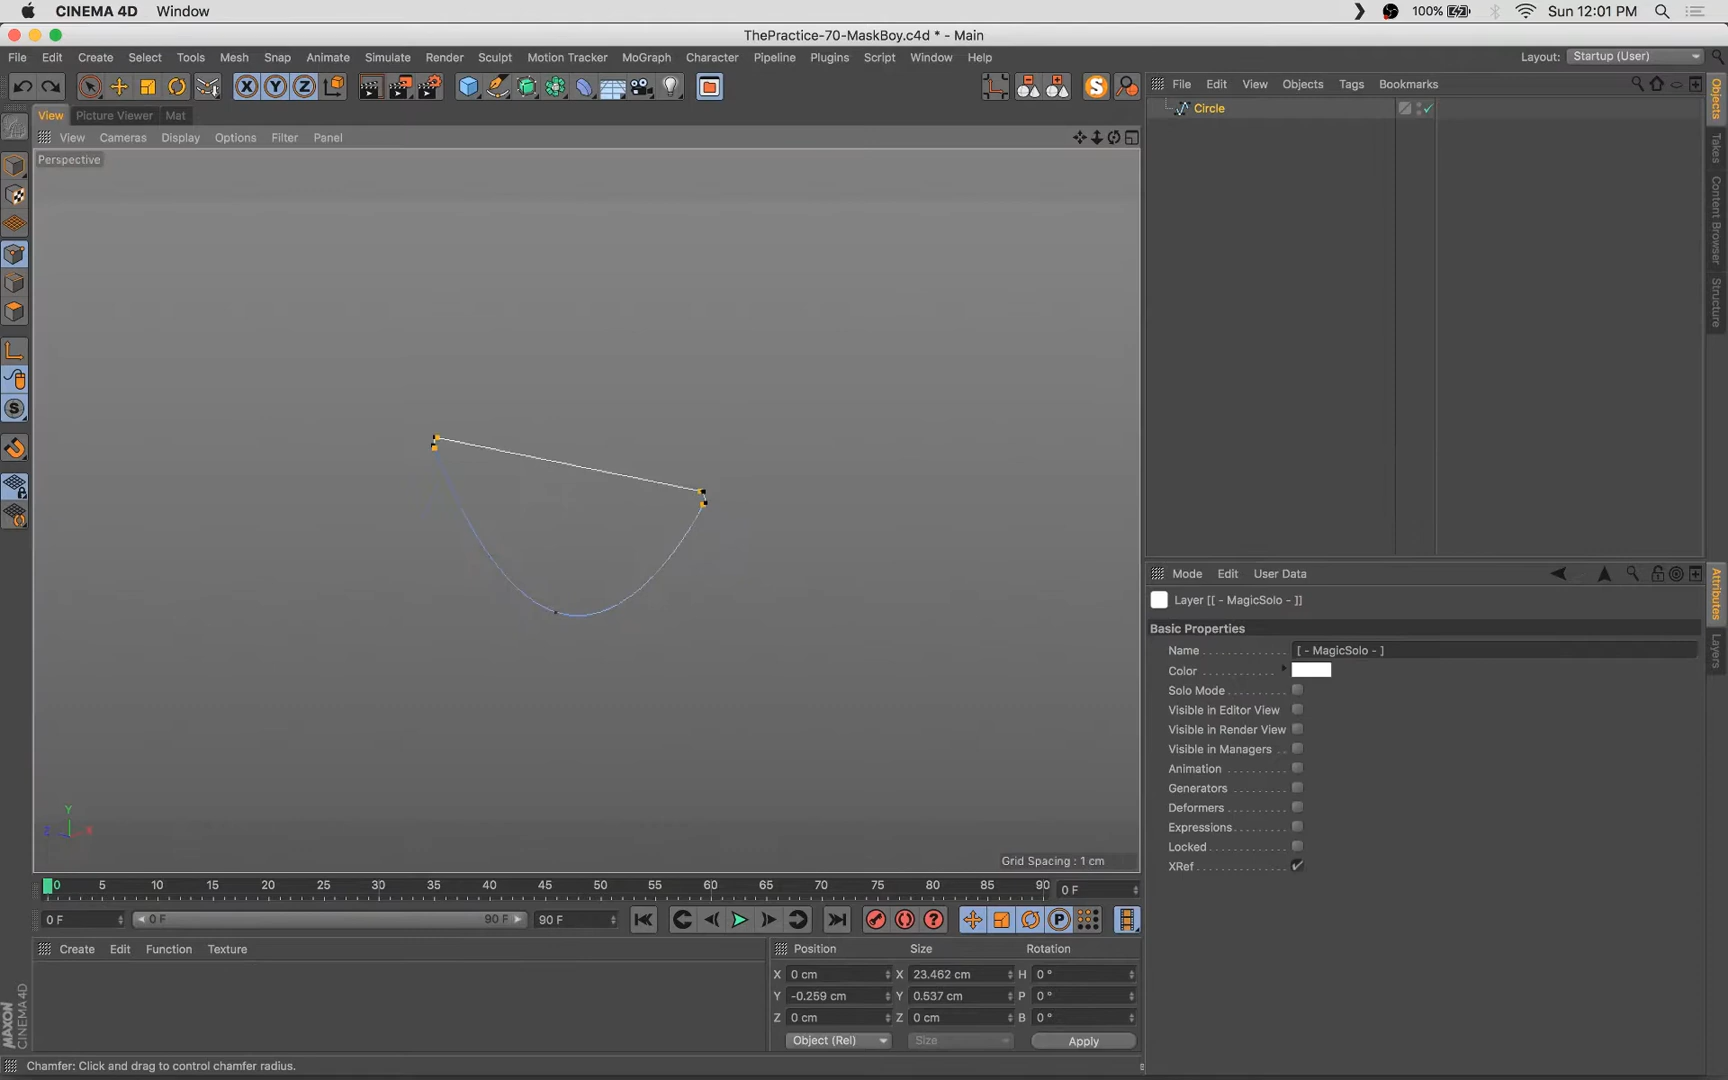 CINEMA 4D Window 100% Sun 12:01 PM
ThePractice-70-MaskBoy.c4d * - Main
File Edit Create Select Tools Mesh Snap Animate Simulate Render Sculpt Motion Tracker MoGraph Character Pipeline Plugins Script Window Help Layout: Startup (User)
X Y Z S
File Edit View Objects Tags Bookmarks
View Picture Viewer Mat
View Cameras Display Options Filter Panel
Perspective
Circle
Objects
Takes
Content Browser
Structure
Mode Edit User Data
Layer [[ - MagicSolo - ]]
Basic Properties
Name [ - MagicSolo - ]
Color
Solo Mode
Visible in Editor View
Visible in Render View
Visible in Managers
Animation
Generators
Deformers
Expressions
Locked
XRef
Attributes
Layers
S
Y
Z X
Grid Spacing : 1 cm
0 5 10 15 20 25 30 35 40 45 50 55 60 65 70 75 80 85 90 0 F
0 F 0 F 90 F 90 F ? P
Create Edit Function Texture
Position Size Rotation
X 0 cm X 23.462 cm H 0 °
Y -0.259 cm Y 0.537 cm P 0 °
Z 0 cm Z 0 cm B 0 °
Object (Rel) Size Apply
MAXON
CINEMA 4D
Chamfer: Click and drag to control chamfer radius.